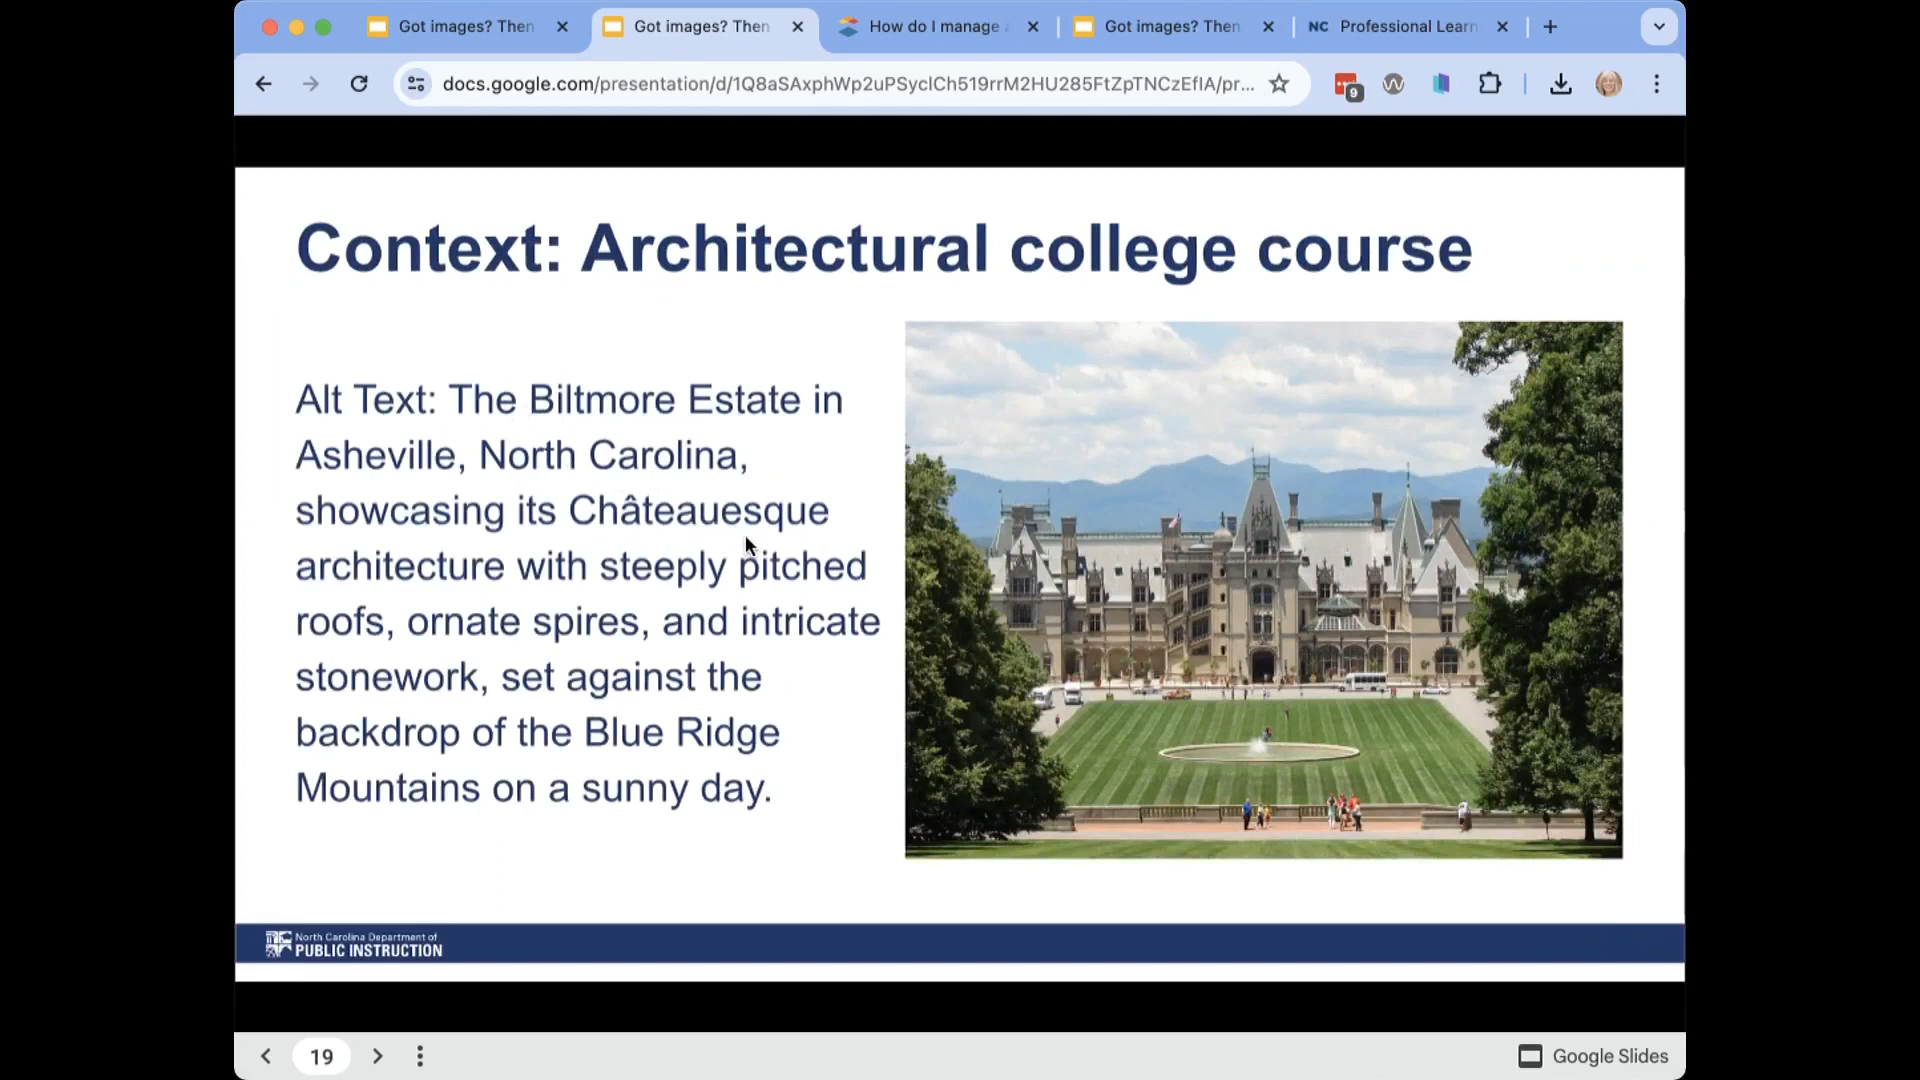 Got images? Then
Got images? Then
How do I manage
Got images? Then
NC Professional Learn
docs.google.com/presentation/d/1Q8aSAxphWp2uPSyclCh519rrM2HU285FtZpTNCzEfIA/pr...
9
Context: Architectural college course
Alt Text: The Biltmore Estate in
Asheville, North Carolina,
showcasing its Châteauesque
architecture with steeply pitched
roofs, ornate spires, and intricate
stonework, set against the
backdrop of the Blue Ridge
Mountains on a sunny day.
North Carolina Department of
PUBLIC INSTRUCTION
19
Google Slides